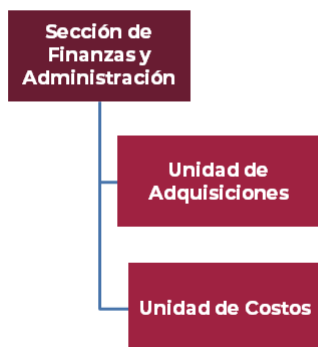 Sección de
Finanzas y
Administración
Unidad de
Adquisiciones
Unidad de Costos